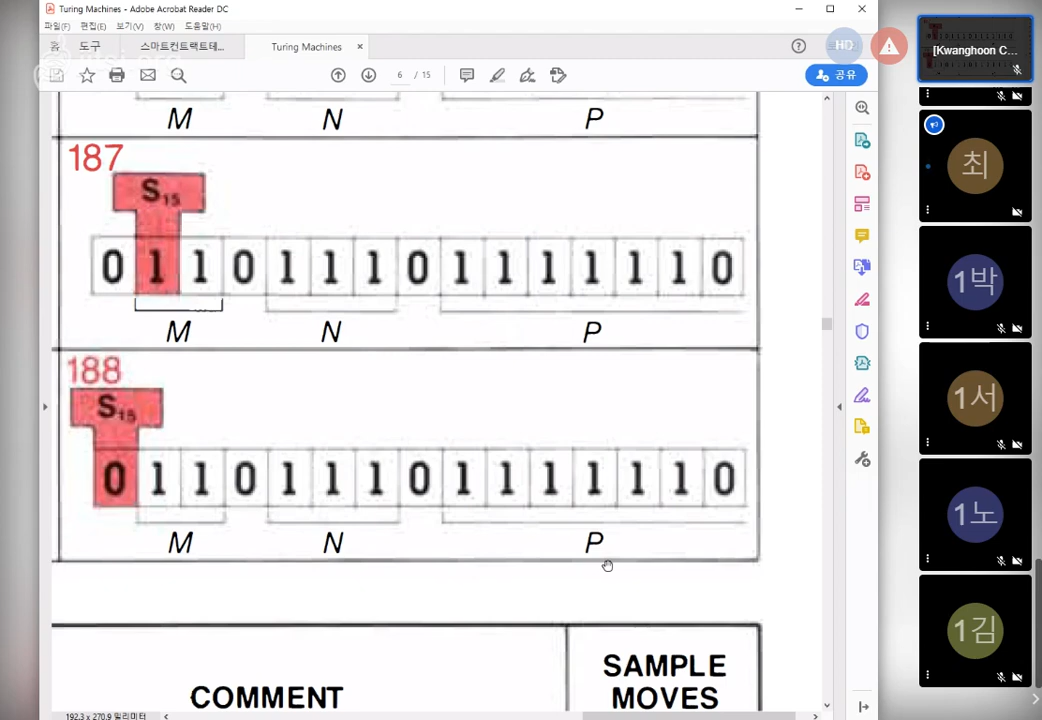 Turing Machines - Adobe Acrobat Reader DC
파일(F) 편집(E) 보기(V) 창(W) 도움말(H)
홈 도구 스마트컨트랙트테... Turing Machines × HD
6 / 15 공유
M N P
187
S15
0 1 1 0 1 1 1 0 1 1 1 1 1 1 0
M N P
188
S15
0 1 1 0 1 1 1 0 1 1 1 1 1 1 0
M N P
COMMENT
SAMPLE
MOVES
192.3 x 270.9 밀리미터
[Kwanghoon C...
최
1박
1서
1노
1김